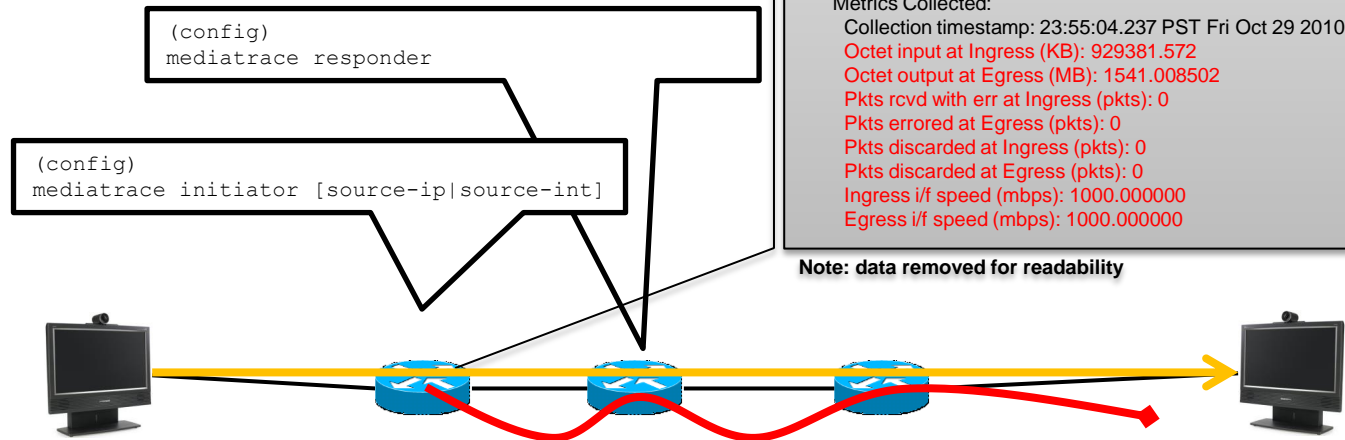 Metrics Collected:
Collection timestamp: 23:55:04.237 PST Fri Oct 29 2010
Octet input at Ingress (KB): 929381.572
Octet output at Egress (MB): 1541.008502
Pkts rcvd with err at Ingress (pkts): 0
Pkts errored at Egress (pkts): 0
Pkts discarded at Ingress (pkts): 0
Pkts discarded at Egress (pkts): 0
Ingress i/f speed (mbps): 1000.000000
Egress i/f speed (mbps): 1000.000000
(config)
mediatrace responder
(config)
mediatrace initiator [source-ip|source-int]
Note: data removed for readability